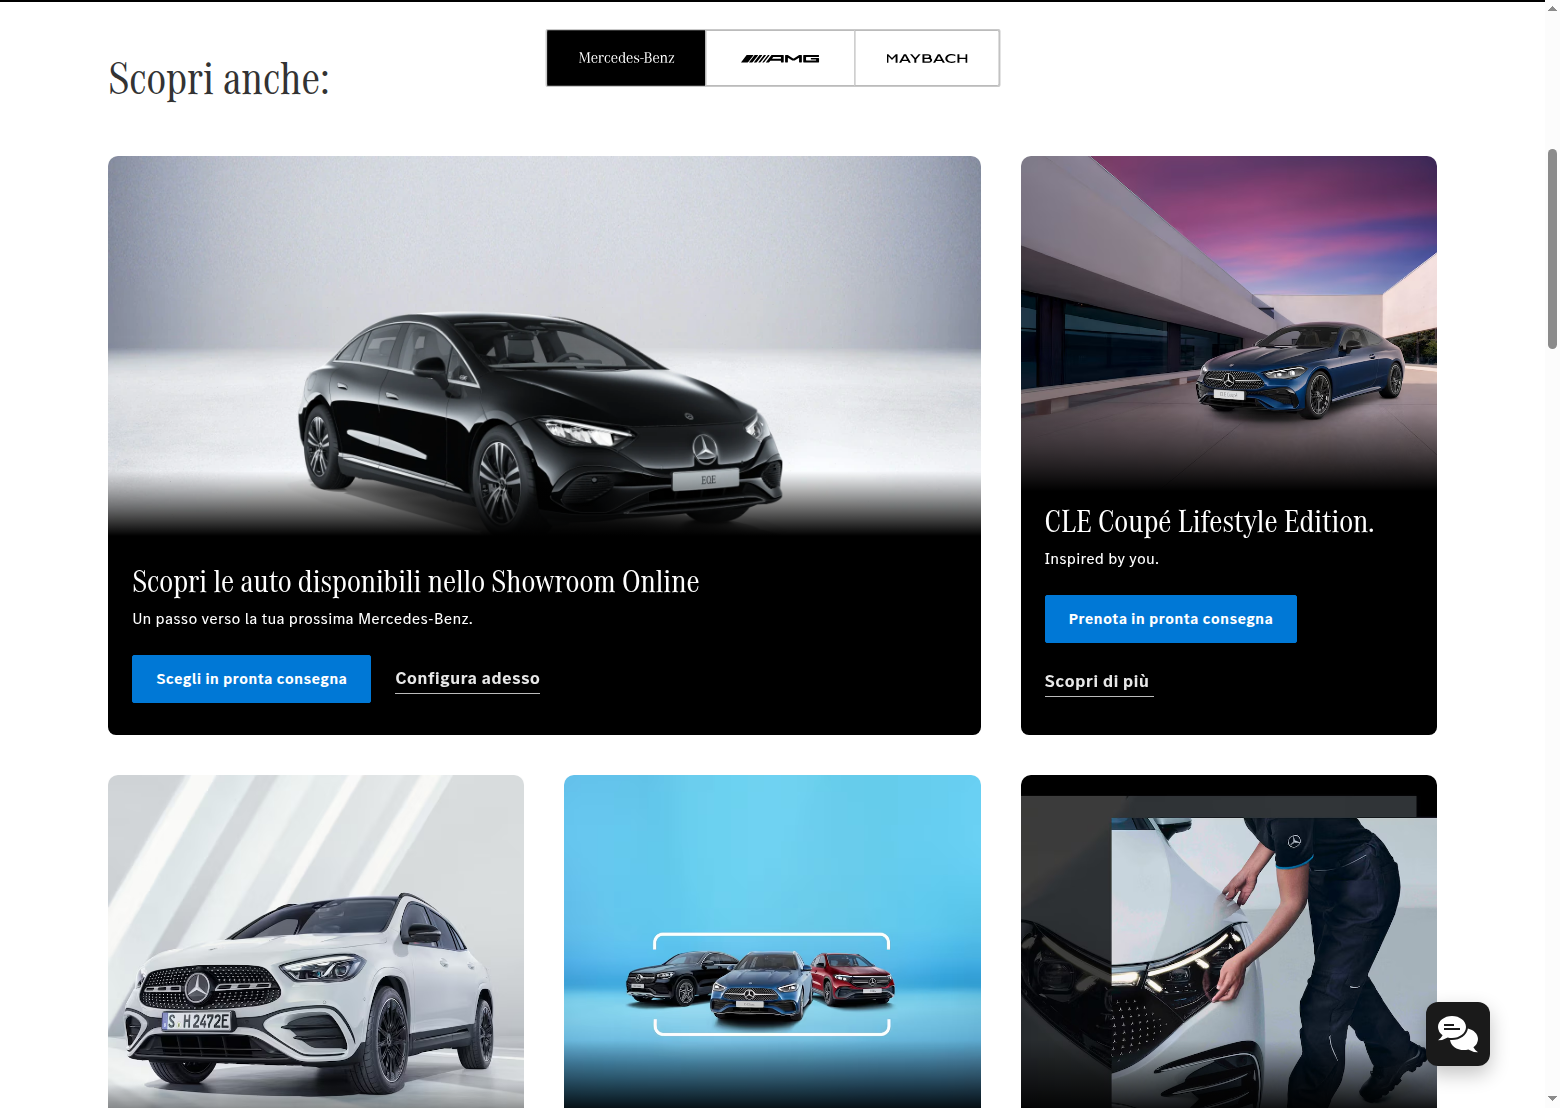 Scopri anche:
Mercedes-Benz
AMG
MAYBACH
EQE
Scopri le auto disponibili nello Showroom Online
Un passo verso la tua prossima Mercedes-Benz.
Scegli in pronta consegna
Configura adesso
CLE Coupé Lifestyle Edition.
Inspired by you.
Prenota in pronta consegna
Scopri di più
S H 2472E